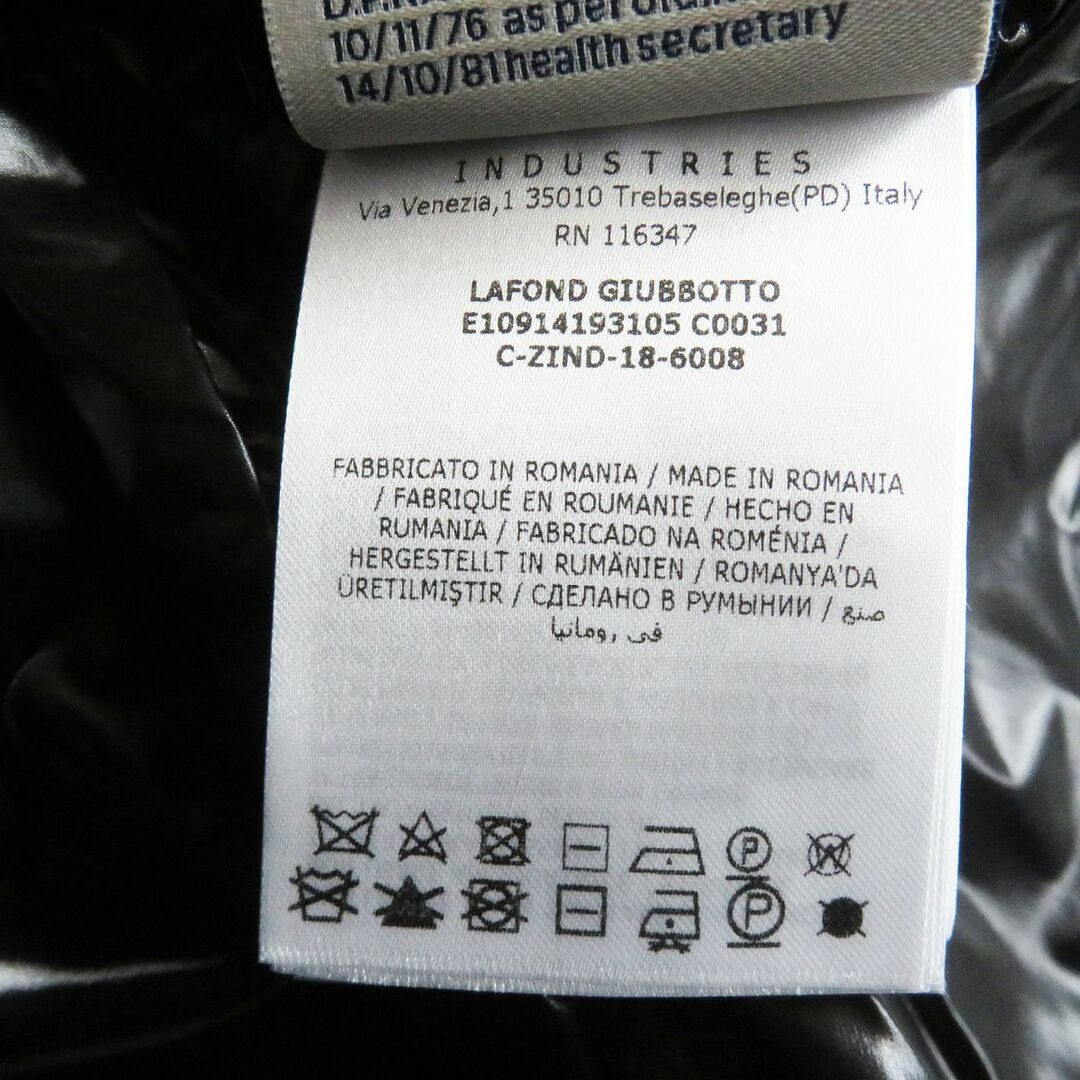 10/11/76 as per
14/10/81 health secretary
INDUSTRIES
Via Venezia,1 35010 Trebaseleghe(PD) Italy
RN 116347
LAFOND GIUBBOTTO
E10914193105 C0031
C-ZIND-18-6008
FABBRICATO IN ROMANIA / MADE IN ROMANIA
/ FABRIQUÉ EN ROUMANIE / HECHO EN
RUMANIA / FABRICADO NA ROMÉNIA /
HERGESTELLT IN RUMÄNIEN / ROMANYA'DA
ÜRETILMIŞTIR / СДЕЛАНО В РУМЫНИИ / صنع
في رومانيا
P W
P